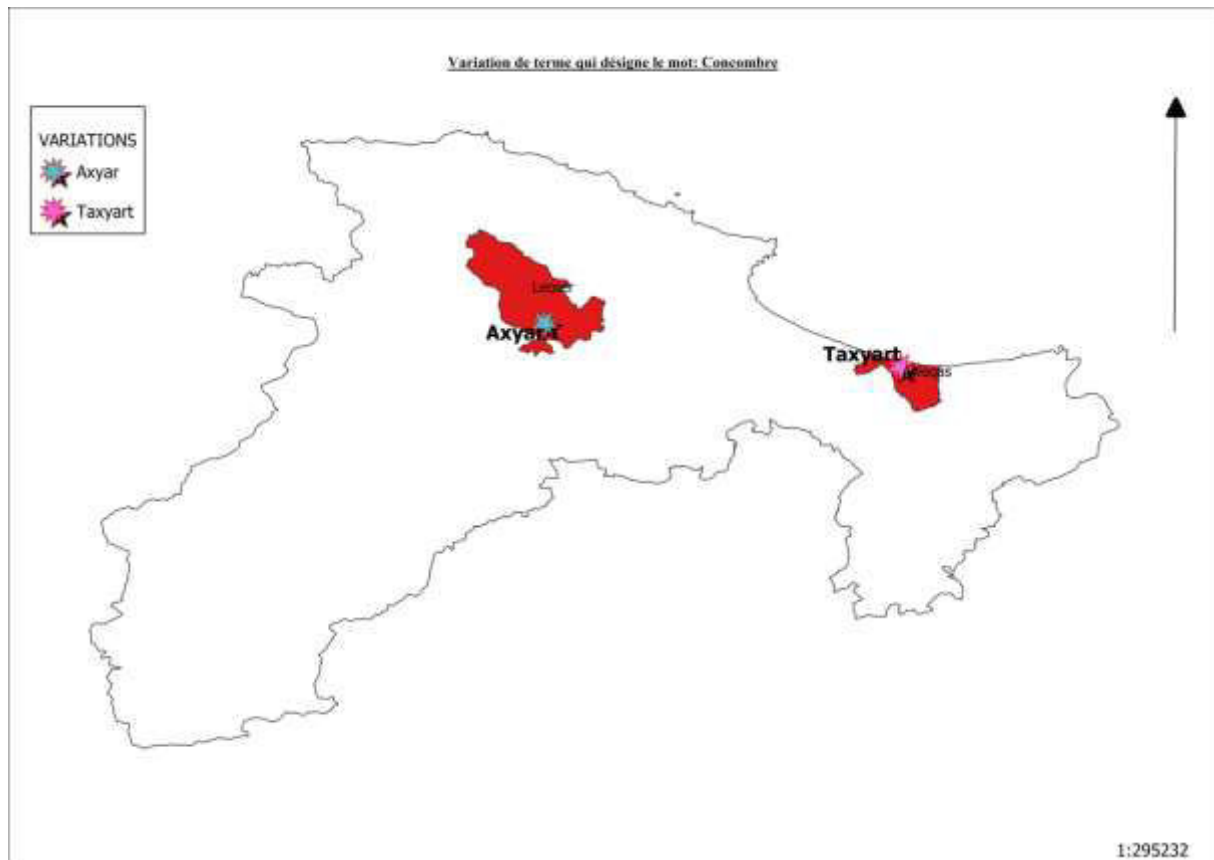 Variation de terme qui désigne le mot: Concombre
VARIATIONS
Axyar
Taxyart
Axyar
Taxyart
1:295232